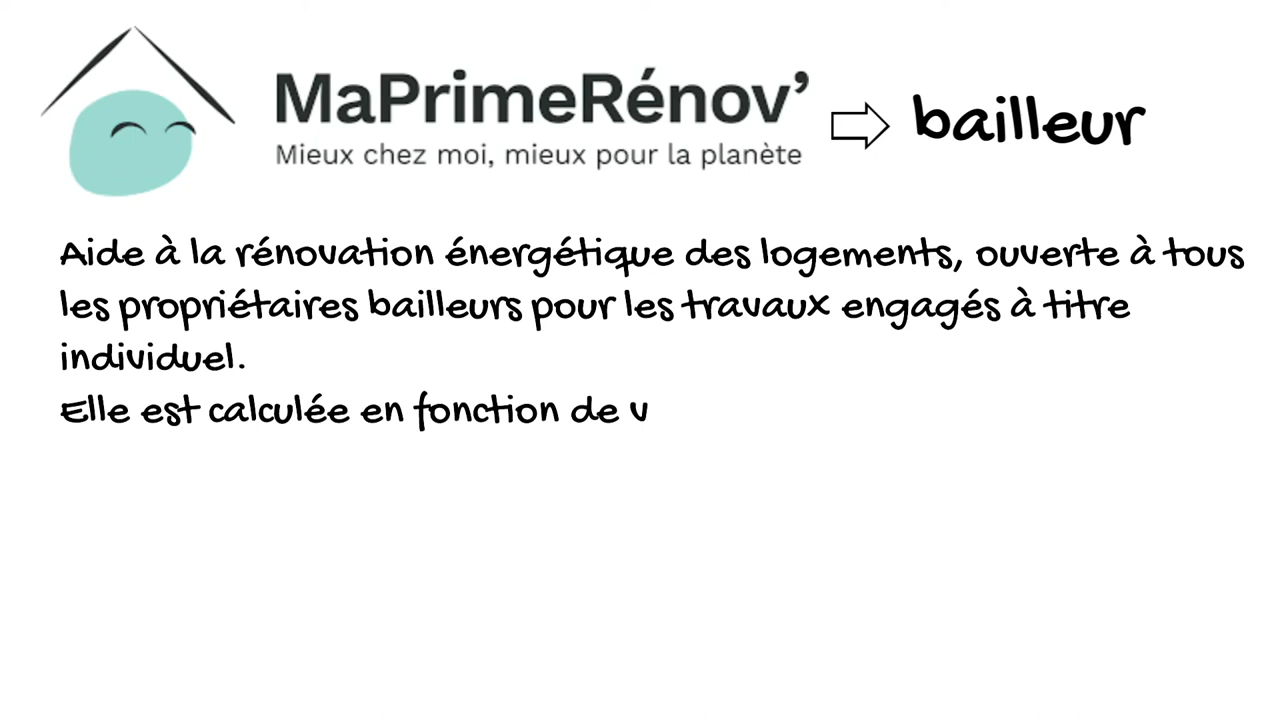 MaPrimeRénov’ bailleur
Mieux chez moi, mieux pour la planète
Aide à la rénovation énergétique des logements, ouverte à tous
les propriétaires bailleurs pour les travaux engagés à titre
individuel.
Elle est calculée en fonction de v